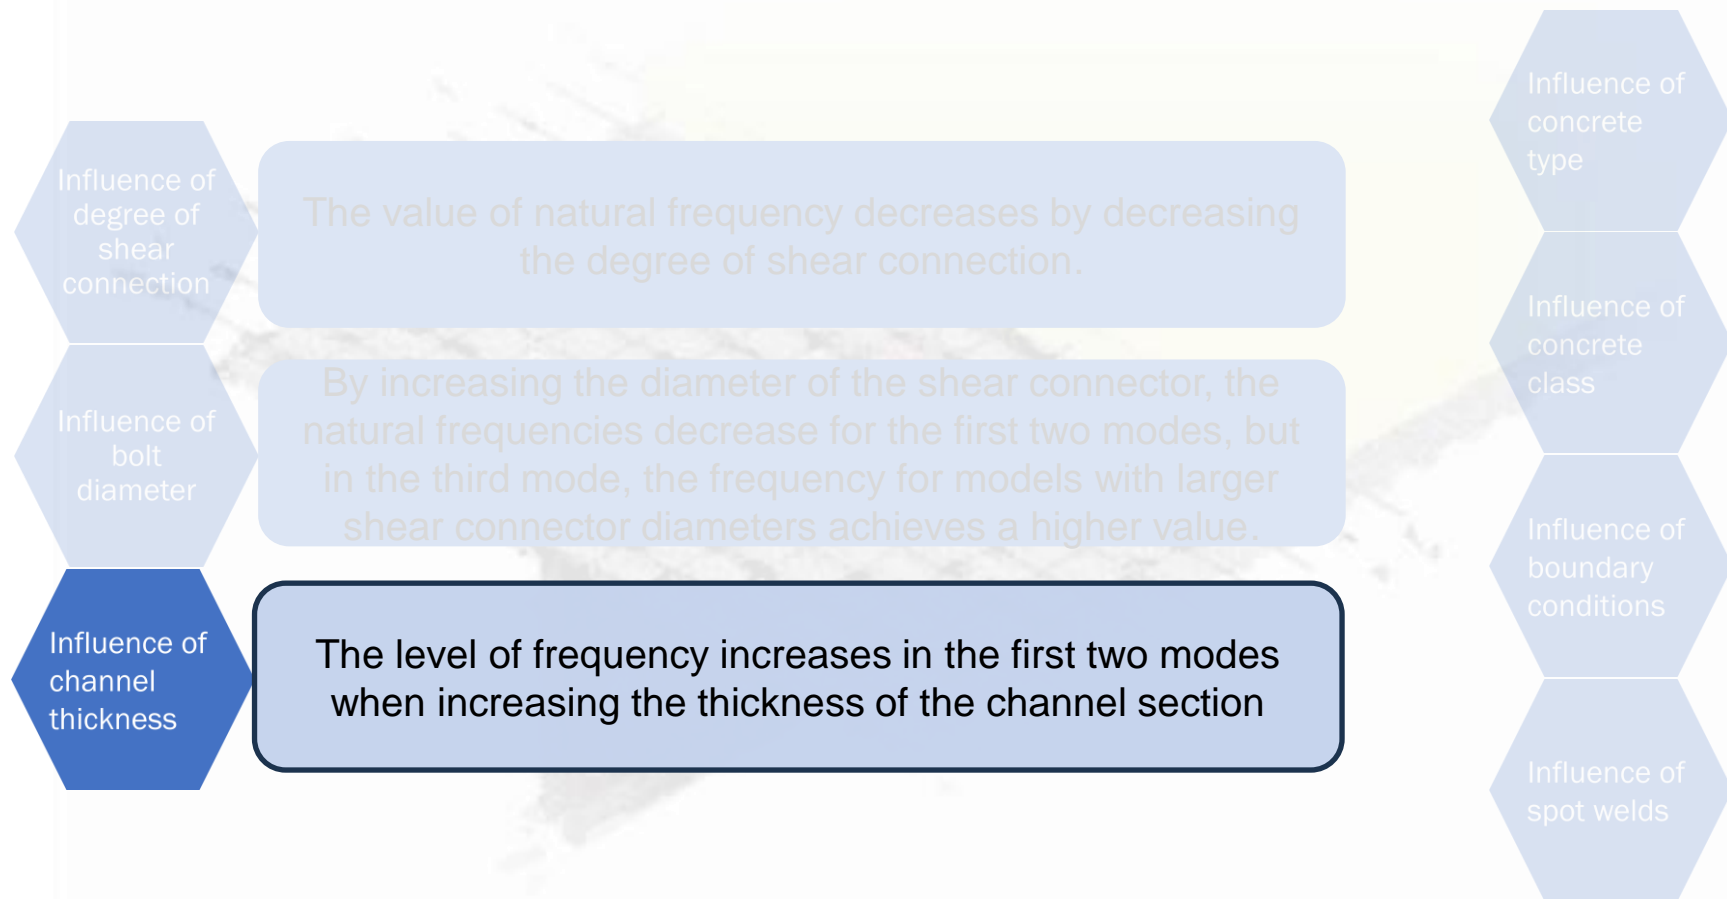 Influence of
degree of
shear
connection
The value of natural frequency decreases by decreasing
the degree of shear connection.
Influence of
bolt
diameter
By increasing the diameter of the shear connector, the
natural frequencies decrease for the first two modes, but
in the third mode, the frequency for models with larger
shear connector diameters achieves a higher value.
Influence of
channel
thickness
The level of frequency increases in the first two modes
when increasing the thickness of the channel section
Influence of
concrete
type
Influence of
concrete
class
Influence of
boundary
conditions
Influence of
spot welds